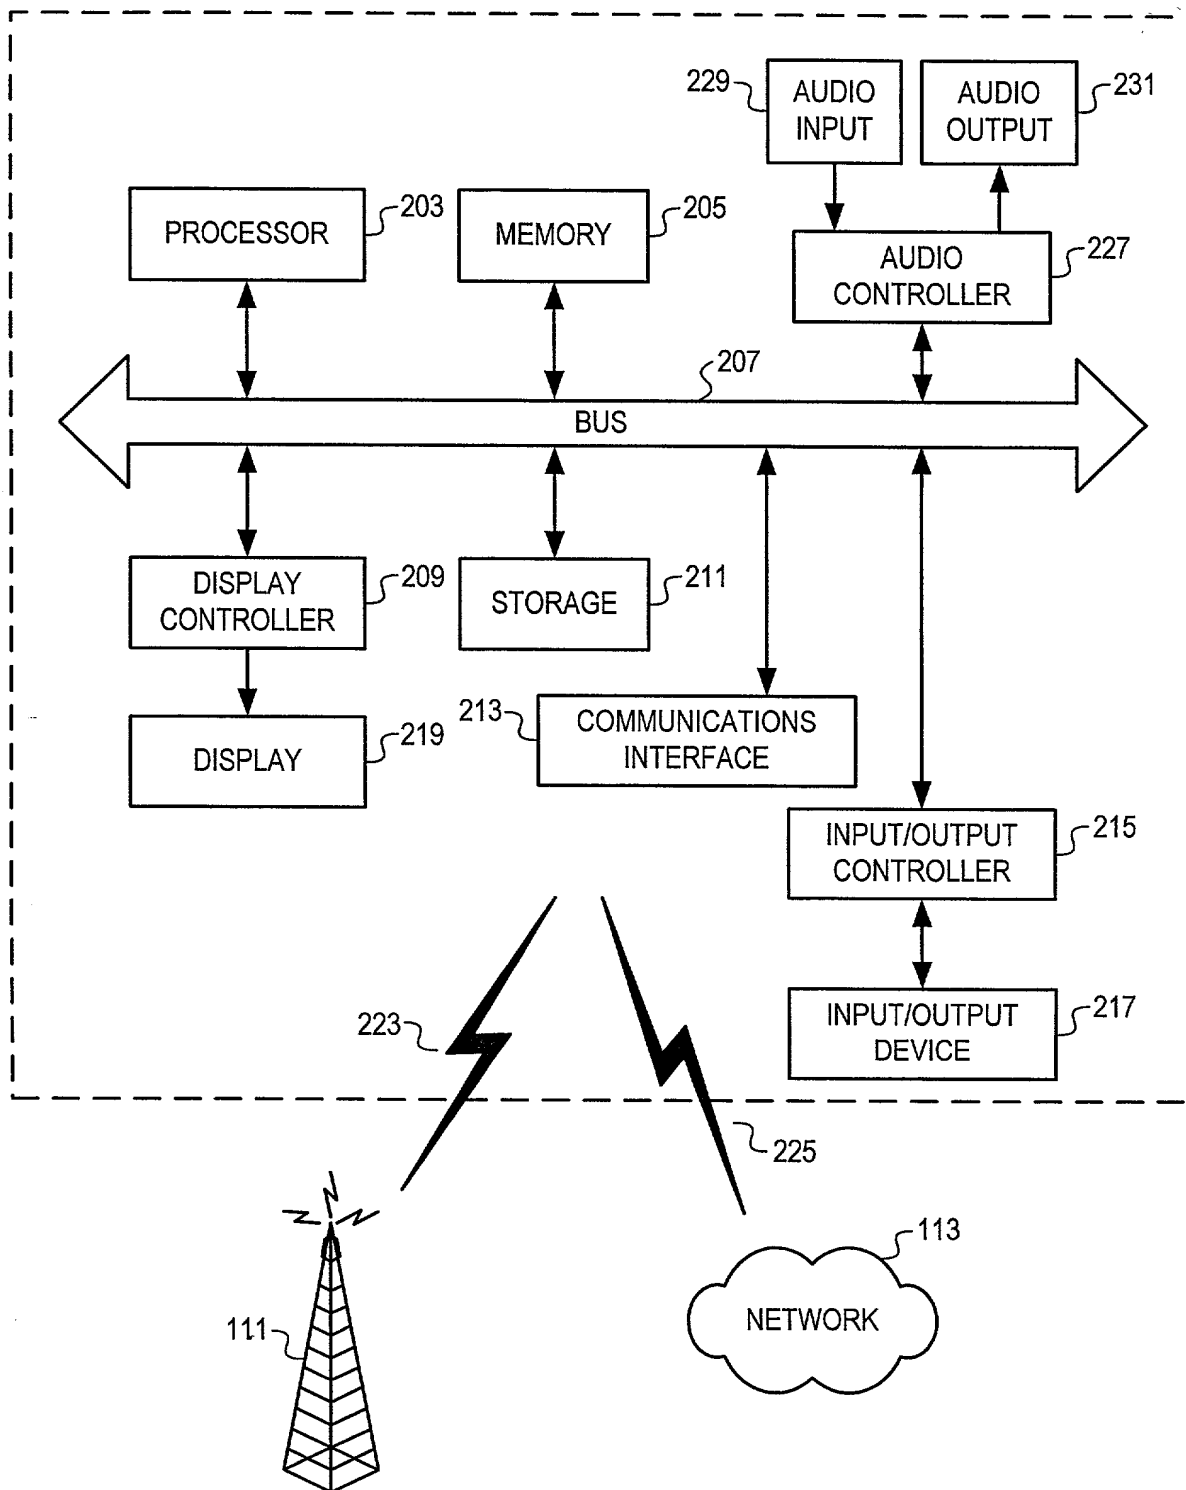 229
AUDIO
INPUT
AUDIO
OUTPUT
231
PROCESSOR
203
MEMORY
205
AUDIO
CONTROLLER
227
207
BUS
DISPLAY
CONTROLLER
209
STORAGE
211
213
COMMUNICATIONS
INTERFACE
DISPLAY
219
INPUT/OUTPUT
CONTROLLER
215
223
INPUT/OUTPUT
DEVICE
217
225
111
113
NETWORK